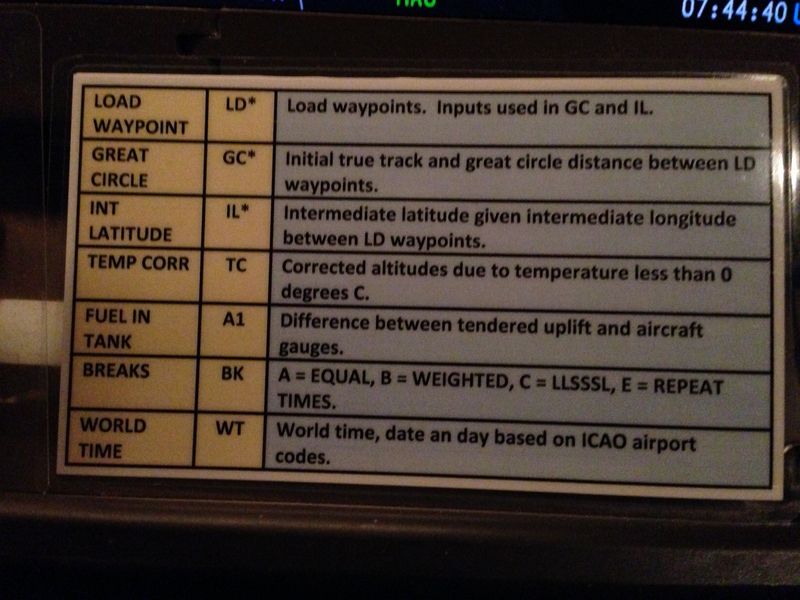 07:44:40
LOAD WAYPOINT LD* Load waypoints. Inputs used in GC and IL.
GREAT CIRCLE GC* Initial true track and great circle distance between LD waypoints.
INT LATITUDE IL* Intermediate latitude given intermediate longitude between LD waypoints.
TEMP CORR TC Corrected altitudes due to temperature less than 0 degrees C.
FUEL IN TANK A1 Difference between tendered uplift and aircraft gauges.
BREAKS BK A = EQUAL, B = WEIGHTED, C = LLSSSL, E = REPEAT TIMES.
WORLD TIME WT World time, date an day based on ICAO airport codes.